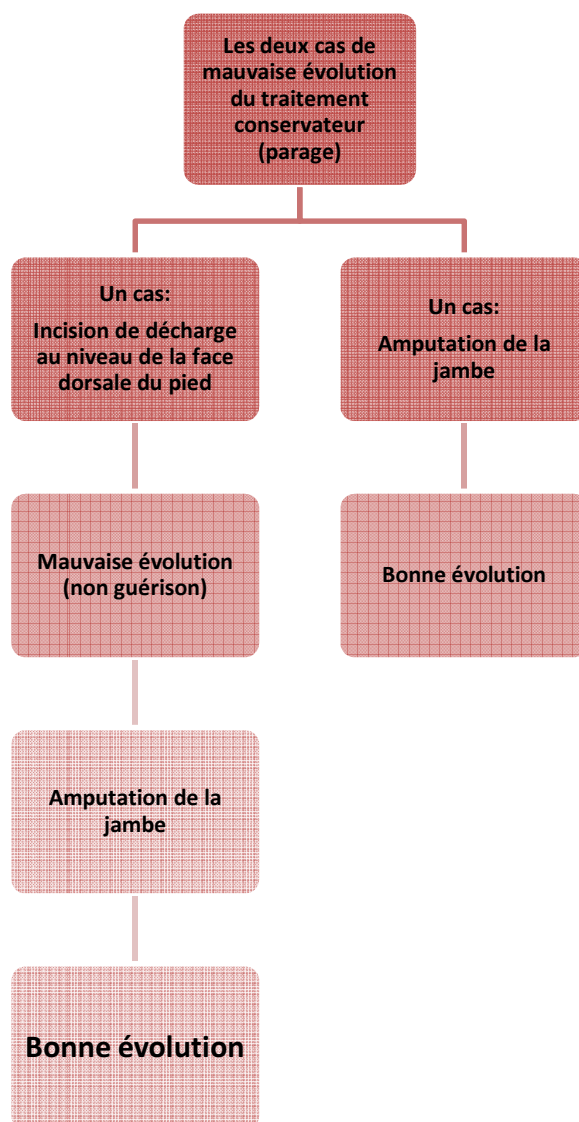 Les deux cas de
mauvaise évolution
du traitement
conservateur
(parage)
Un cas:
Incision de décharge
au niveau de la face
dorsale du pied
Un cas:
Amputation de la
jambe
Mauvaise évolution
(non guérison)
Bonne évolution
Amputation de la
jambe
Bonne évolution